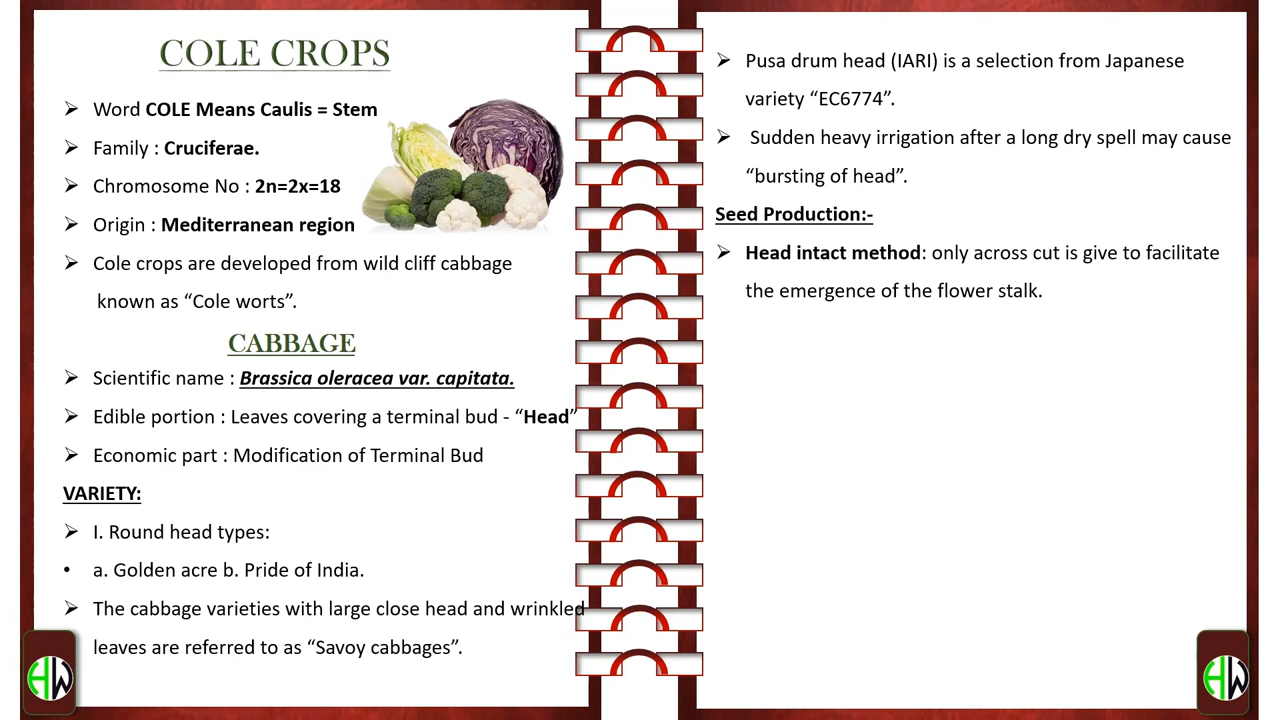 COLE CROPS
➢ Word COLE Means Caulis = Stem
➢ Family : Cruciferae.
➢ Chromosome No : 2n=2x=18
➢ Origin : Mediterranean region
➢ Cole crops are developed from wild cliff cabbage
known as “Cole worts”.
CABBAGE
➢ Scientific name : Brassica oleracea var. capitata.
➢ Edible portion : Leaves covering a terminal bud - “Head”
➢ Economic part : Modification of Terminal Bud
VARIETY:
➢ I. Round head types:
• a. Golden acre b. Pride of India.
➢ The cabbage varieties with large close head and wrinkled
leaves are referred to as “Savoy cabbages”.
HW
➢ Pusa drum head (IARI) is a selection from Japanese
variety “EC6774”.
➢ Sudden heavy irrigation after a long dry spell may cause
“bursting of head”.
Seed Production:-
➢ Head intact method: only across cut is give to facilitate
the emergence of the flower stalk.
HW